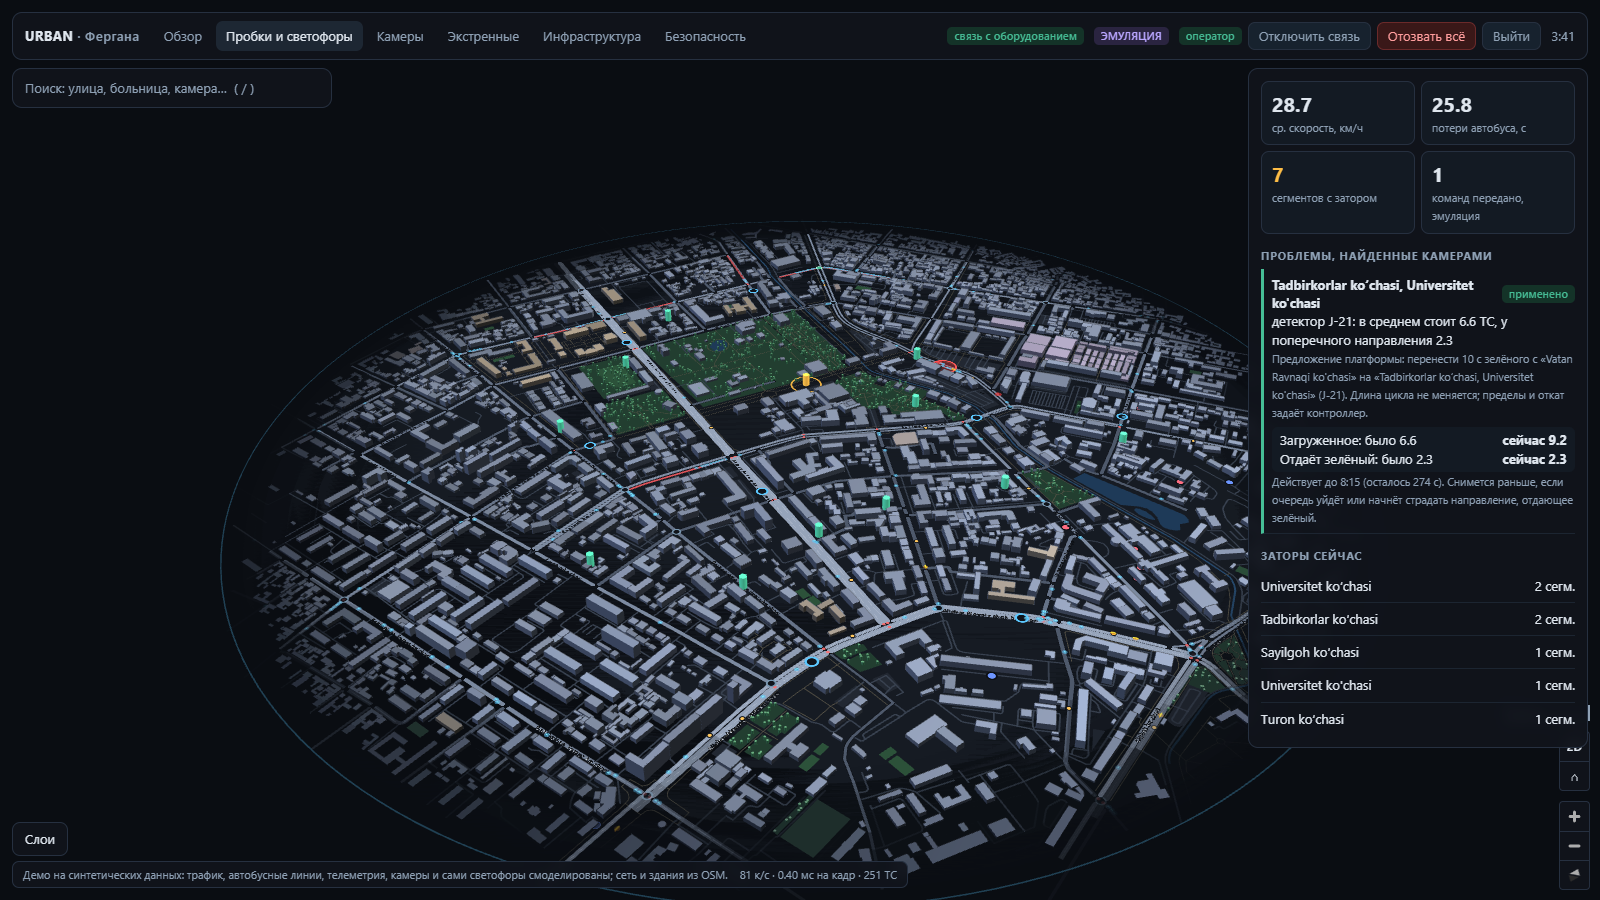 URBAN · Фергана
Обзор
Пробки и светофоры
Камеры
Экстренные
Инфраструктура
Безопасность
связь с оборудованием
ЭМУЛЯЦИЯ
оператор
Отключить связь
Отозвать всё
Выйти
3:41
Поиск: улица, больница, камера... ( / )
28.7
ср. скорость, км/ч
25.8
потери автобуса, с
7
сегментов с затором
1
команд передано,
эмуляция
ПРОБЛЕМЫ, НАЙДЕННЫЕ КАМЕРАМИ
Tadbirkorlar ko‘chasi, Universitet
ko‘chasi
применено
детектор J-21: в среднем стоит 6.6 ТС, у
поперечного направления 2.3
Предложение платформы: перенести 10 с зелёного с «Vatan
Ravnaqi ko‘chasi» на «Tadbirkorlar ko‘chasi, Universitet
ko‘chasi» (J-21). Длина цикла не меняется; пределы и откат
задаёт контроллер.
Загруженное: было 6.6 сейчас 9.2
Отдаёт зелёный: было 2.3 сейчас 2.3
Действует до 8:15 (осталось 274 с). Снимется раньше, если
очередь уйдёт или начнёт страдать направление, отдающее
зелёный.
ЗАТОРЫ СЕЙЧАС
Universitet ko‘chasi 2 сегм.
Tadbirkorlar ko‘chasi 2 сегм.
Sayilgoh ko‘chasi 1 сегм.
Universitet ko‘chasi 1 сегм.
Turon ko‘chasi 1 сегм.
Слои
Демо на синтетических данных: трафик, автобусные линии, телеметрия, камеры и сами светофоры смоделированы; сеть и здания из OSM. 81 к/с · 0.40 мс на кадр · 251 ТС